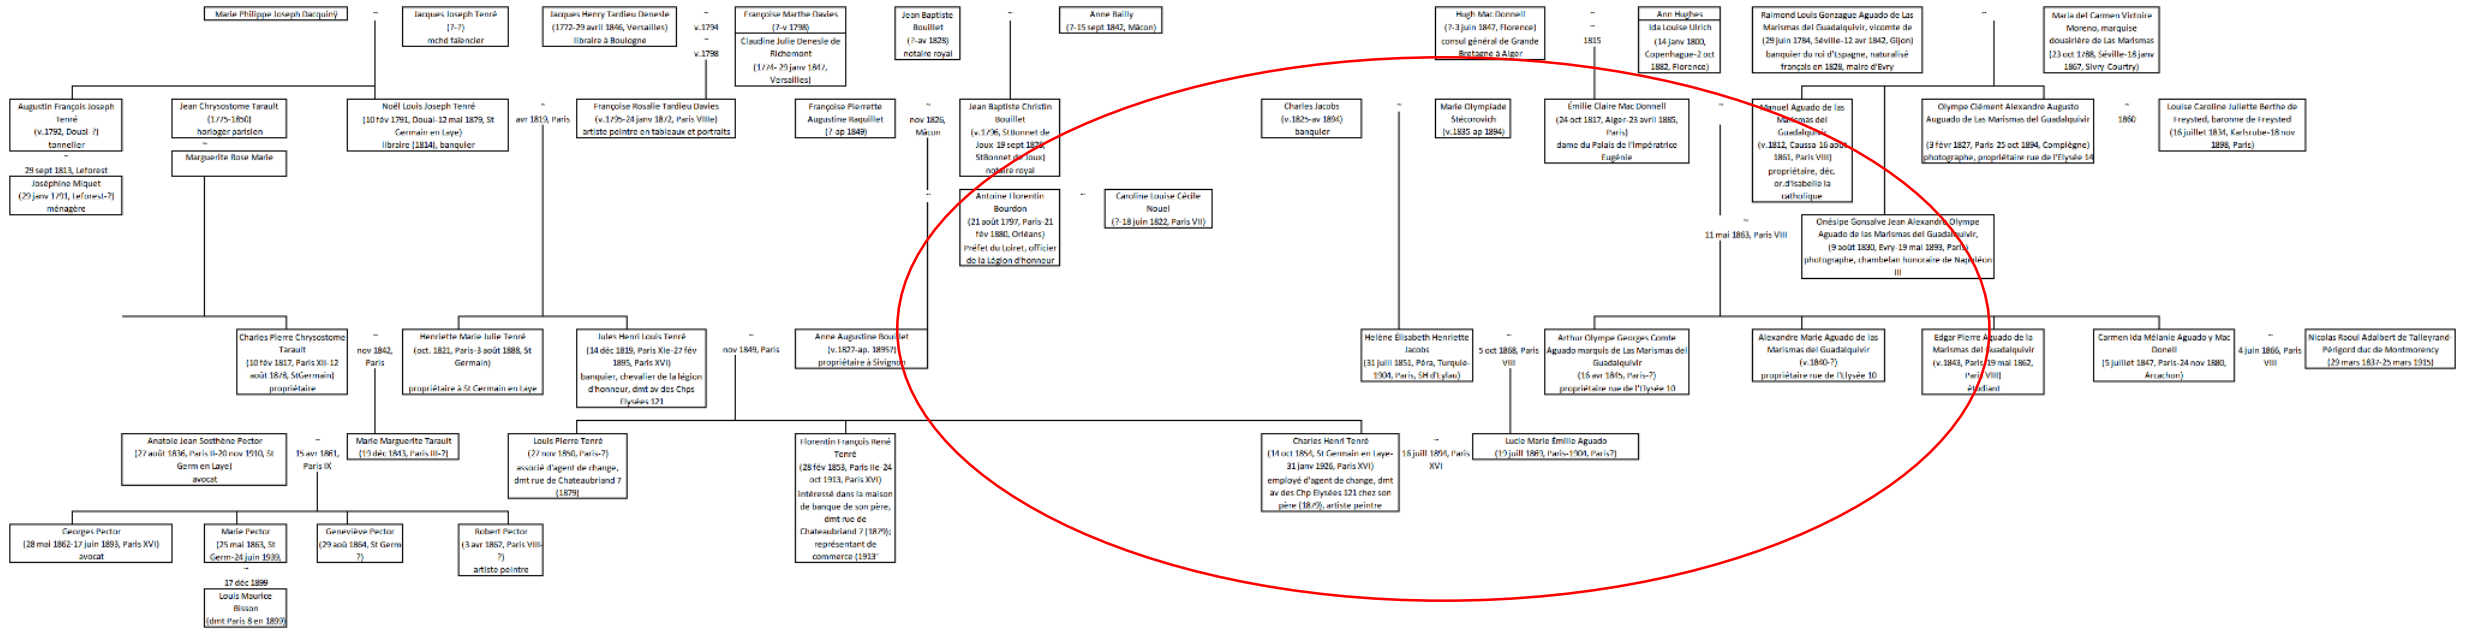 Marie Philippe Joseph Dacquiny
~
Jacques Joseph Tenré
(?-?)
mchd faïencier
Jacques Henry Tardieu Denesle
(1772-29 avril 1846, Versailles)
libraire à Boulogne
~
v.1794
~
v.1798
Françoise Marthe Davies
(?-v 1798)
Claudine Julie Denesle de
Richemont
(1774- 29 janv 1847,
Versailles)
Jean Baptiste
Bouillet
(?-av 1828)
notaire royal
~
Anne Bailly
(?-15 sept 1842, Mâcon)
Hugh Mac Donnell
(?-3 juin 1847, Florence)
consul général de Grande
Bretagne à Alger
~
~
1815
Ann Hughes
Ida Louise Ulrich
(14 janv 1800,
Copenhague-2 oct
1882, Florence)
Raimond Louis Gonzague Aguado de Las
Marismas del Guadalquivir, vicomte de
(29 juin 1784, Séville-12 avr 1842, Gijon)
banquier du roi d'Espagne, naturalisé
français en 1828, maire d'Evry
~
Maria del Carmen Victoire
Moreno, marquise
douairière de Las Marismas
(23 oct 1788, Séville-18 janv
1867, Sivry Courtry)
Augustin François Joseph
Tenré
(v.1792, Douai-?)
tonnelier
~
29 sept 1813, Leforest
Joséphine Miquet
(29 janv 1791, Leforest-?)
ménagère
Jean Chrysostome Tarault
(1775-1850)
horloger parisien
~
Marguerite Rose Marie
Noël Louis Joseph Tenré
(10 fév 1791, Douai-12 mai 1879, St
Germain en Laye)
libraire (1814), banquier
~
avr 1819, Paris
Françoise Rosalie Tardieu Davies
(v.1795-24 janv 1872, Paris VIIIe)
artiste peintre en tableaux et portraits
Françoise Pierrette
Augustine Raquillet
(? ap 1849)
~
nov 1826,
Mâcon
~
Jean Baptiste Christin
Bouillet
(v.1796, StBonnet de
Joux-19 sept 1828,
StBonnet de Joux)
notaire royal
Antoine Florentin
Bourdon
(21 août 1797, Paris-21
fév 1880, Orléans)
Préfet du Loiret, officier
de la Légion d'honneur
~
Caroline Louise Cécile
Nouel
(?-18 juin 1822, Paris VII)
Charles Jacobs
(v.1825-av 1894)
banquier
~
Marie Olympiade
Stécorovich
(v.1835-ap 1894)
Émilie Claire Mac Donnell
(24 oct 1817, Alger-23 avril 1885,
Paris)
dame du Palais de l'impératrice
Eugénie
~
~
11 mai 1863, Paris VIII
Manuel Aguado de las
Marismas del
Guadalquivir
(v.1812, Caussa-16 août
1861, Paris VIII)
propriétaire, déc.
or.d'Isabelle la
catholique
Onésipe Gonsalve Jean Alexandre Olympe
Aguado de las Marismas del Guadalquivir,
(9 août 1830, Evry-19 mai 1893, Paris)
photographe, chambelan honoraire de Napoléon
III
Olympe Clément Alexandre Augusto
Auguado de Las Marismas del Guadalquivir
(3 févr 1827, Paris-25 oct 1894, Compiègne)
photographe, propriétaire rue de l'Elysée 14
~
1860
Louise Caroline Juliette Berthe de
Freysted, baronne de Freysted
(16 juillet 1834, Karlsrube-18 nov
1898, Paris)
Charles Pierre Chrysostome
Tarault
(10 fév 1817, Paris XII-12
août 1878, StGermain)
propriétaire
~
nov 1842,
Paris
Henriette Marie Julie Tenré
(oct. 1821, Paris-3 août 1888, St
Germain)
propriétaire à St Germain en Laye
Jules Henri Louis Tenré
(14 déc 1819, Paris XIe-27 fév
1895, Paris XVI)
banquier, chevalier de la légion
d'honneur, dmt av des Chps
Elysées 121
~
nov 1849, Paris
Anne Augustine Bouillet
(v.1827-ap. 1895?)
propriétaire à Sivignon
Helène Élisabeth Henriette
Jacobs
(31 juill 1851, Péra, Turquie-
1904, Paris, SH d'Eylau)
~
5 oct 1868, Paris
VIII
Arthur Olympe Georges Comte
Aguado marquis de Las Marismas del
Guadalquivir
(16 avr 1845, Paris-?)
propriétaire rue de l'Elysée 10
Alexandre Marie Aguado de las
Marismas del Guadalquivir
(v.1840-?)
propriétaire rue de l'Elysée 10
Edgar Pierre Aguado de la
Marismas del Guadalquivir
(v.1843, Paris-19 mai 1862,
Paris VIII)
étudiant
Carmen Ida Mélanie Aguado y Mac
Donell
(5 juillet 1847, Paris-24 nov 1880,
Arcachon)
~
4 juin 1866, Paris
VIII
Nicolas Raoul Adalbert de Talleyrand-
Périgord duc de Montmorency
(29 mars 1837-25 mars 1915)
Anatole Jean Sosthène Pector
(27 août 1836, Paris II-20 nov 1910, St
Germ en Laye)
avocat
~
15 avr 1861,
Paris IX
Marie Marguerite Tarault
(19 déc 1843, Paris III-?)
Louis Pierre Tenré
(27 nov 1850, Paris-?)
associé d'agent de change,
dmt rue de Chateaubriand 7
(1879)
Florentin François René
Tenré
(28 fév 1853, Paris IIe-24
oct 1913, Paris XVI)
intéressé dans la maison
de banque de son père,
dmt rue de
Chateaubriand 7 (1879);
représentant de
commerce (1913"
Charles Henri Tenré
(14 oct 1854, St Germain en Laye-
31 janv 1926, Paris XVI)
employé d'agent de change, dmt
av des Chp Elysées 121 chez son
père (1879), artiste peintre
~
16 juill 1894, Paris
XVI
Lucie Marie Émilie Aguado
(19 juill 1869, Paris-1904, Paris?)
Georges Pector
(28 mai 1862-17 juin 1893, Paris XVI)
avocat
Marie Pector
(25 mai 1863, St
Germ-24 juin 1939,
~
17 déc 1899
Louis Maurice
Bisson
(dmt Paris 8 en 1899)
Geneviève Pector
(29 aoû 1864, St Germ
?)
Robert Pector
(3 avr 1867, Paris VIII-
?)
artiste peintre